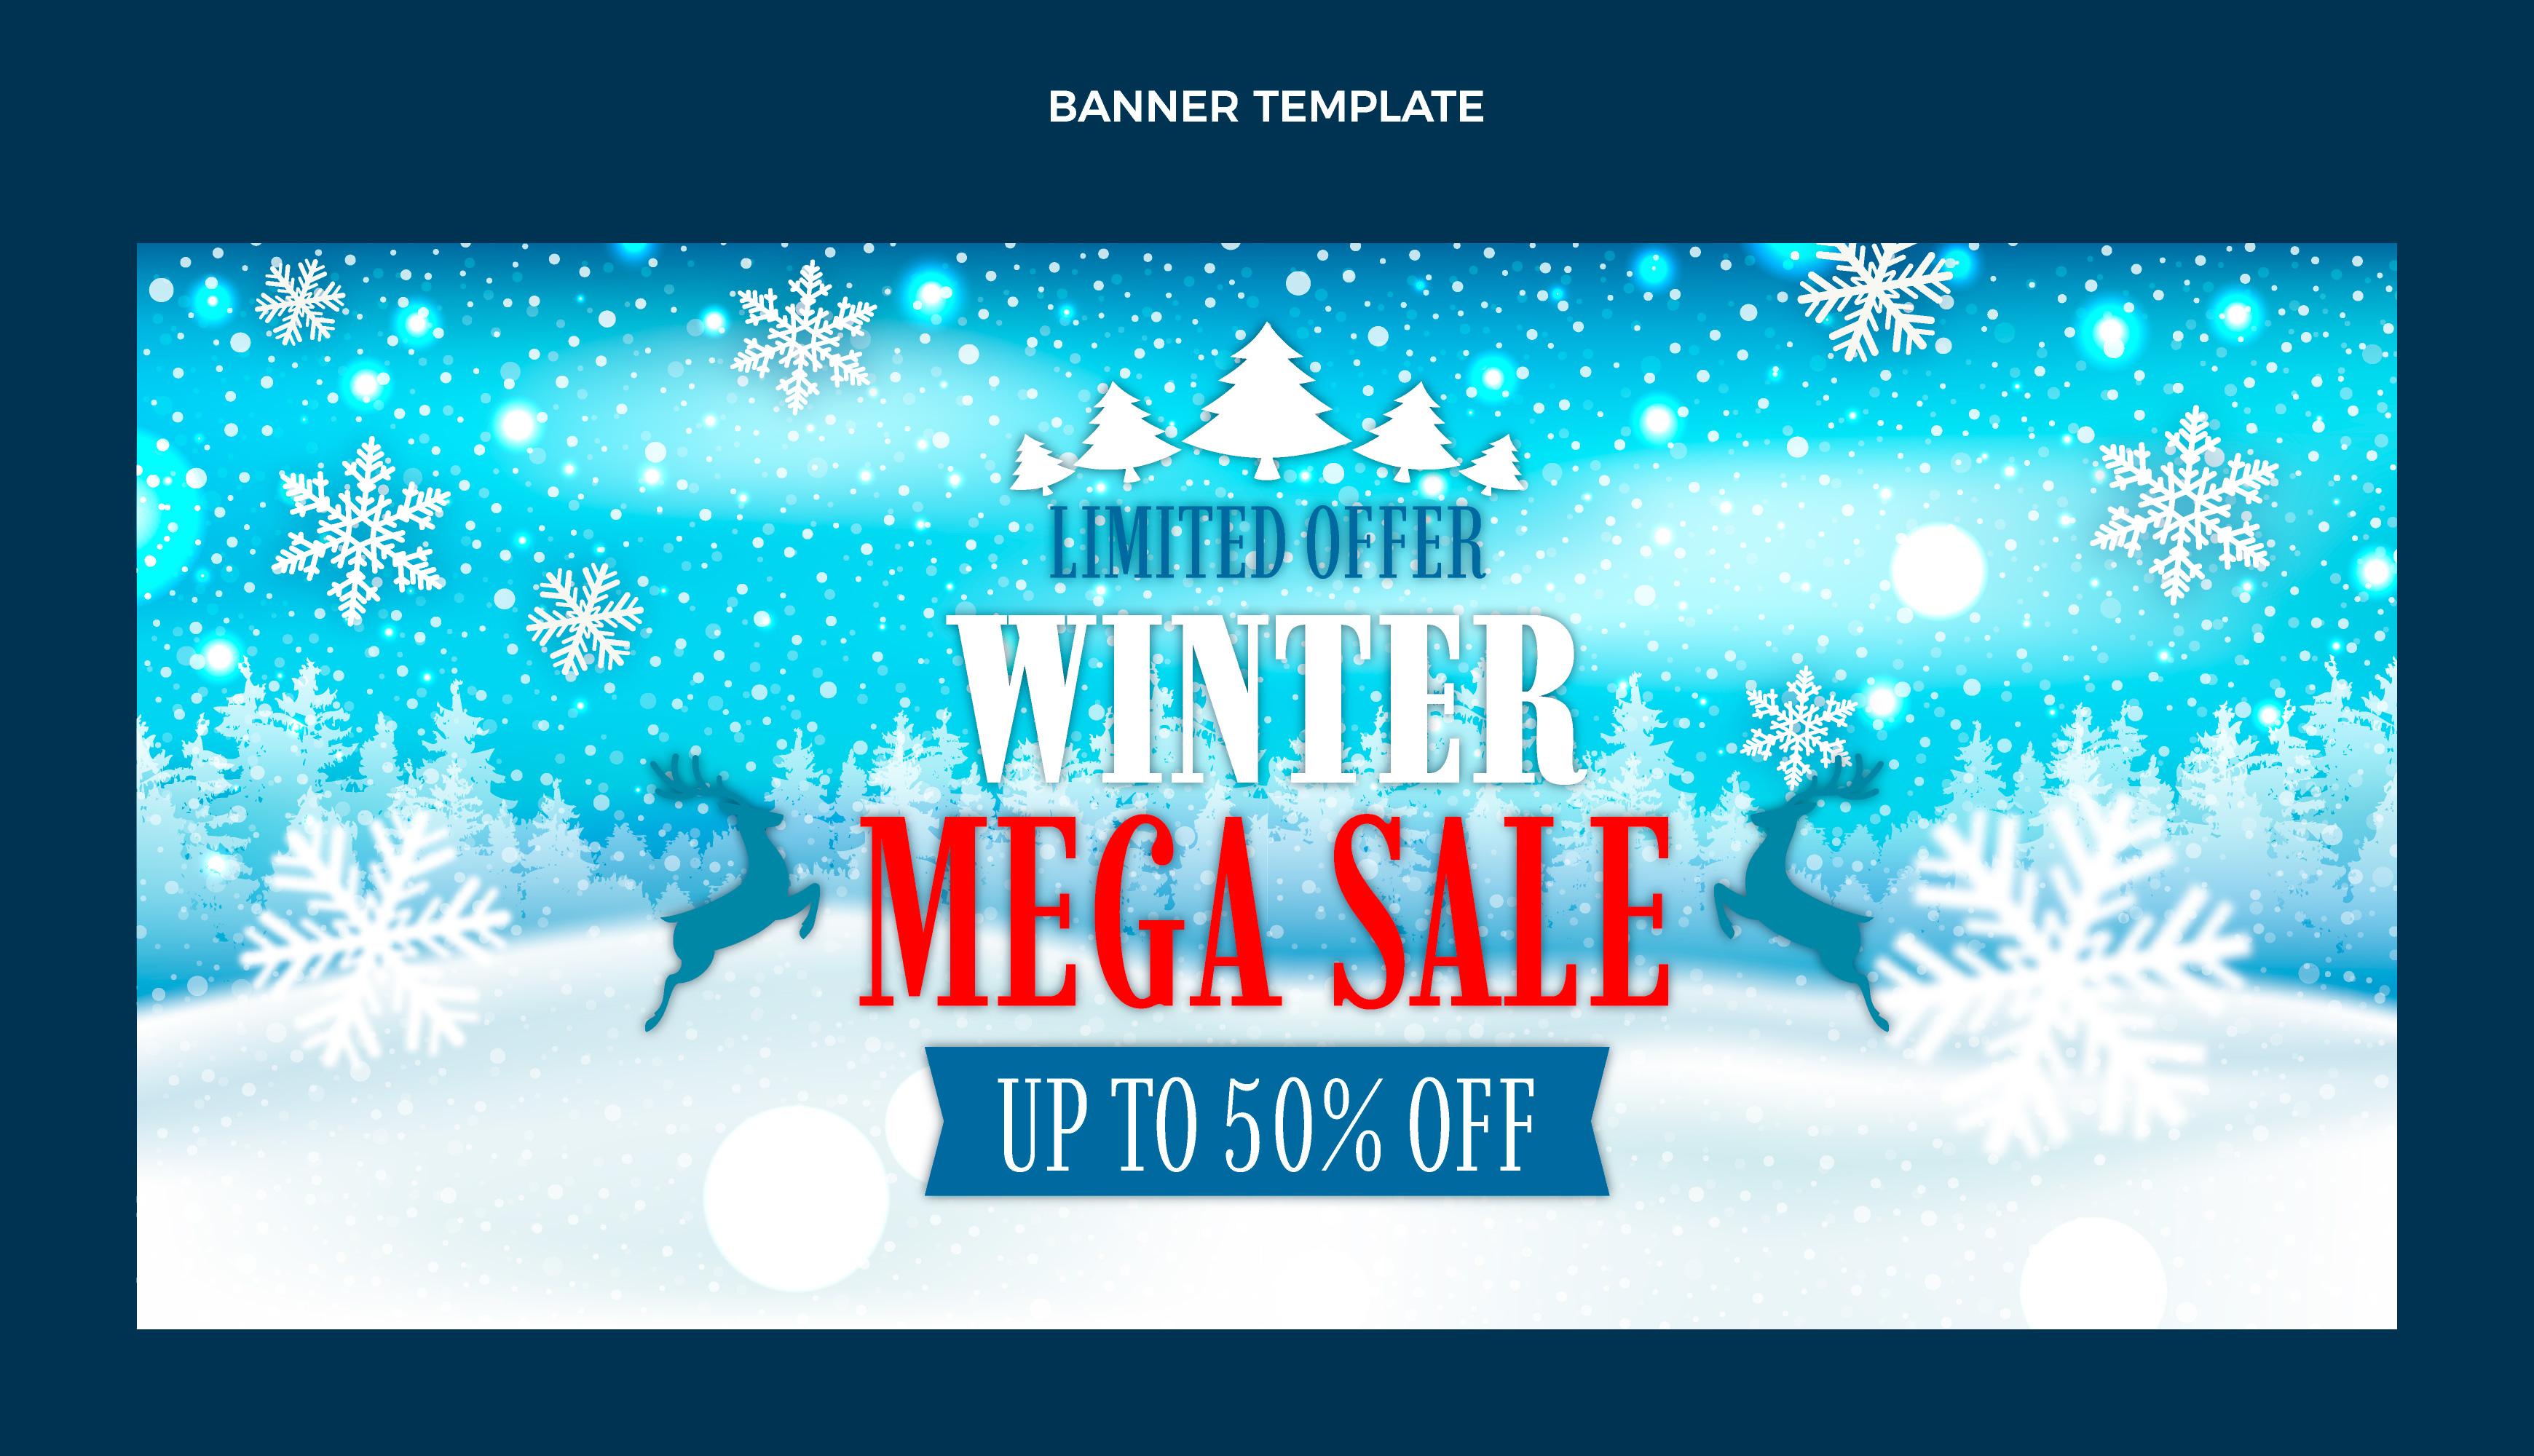 BANNER TEMPLATE
LIMITED OFFER
WINTER
MEGA SALE
UP TO 50% OFF